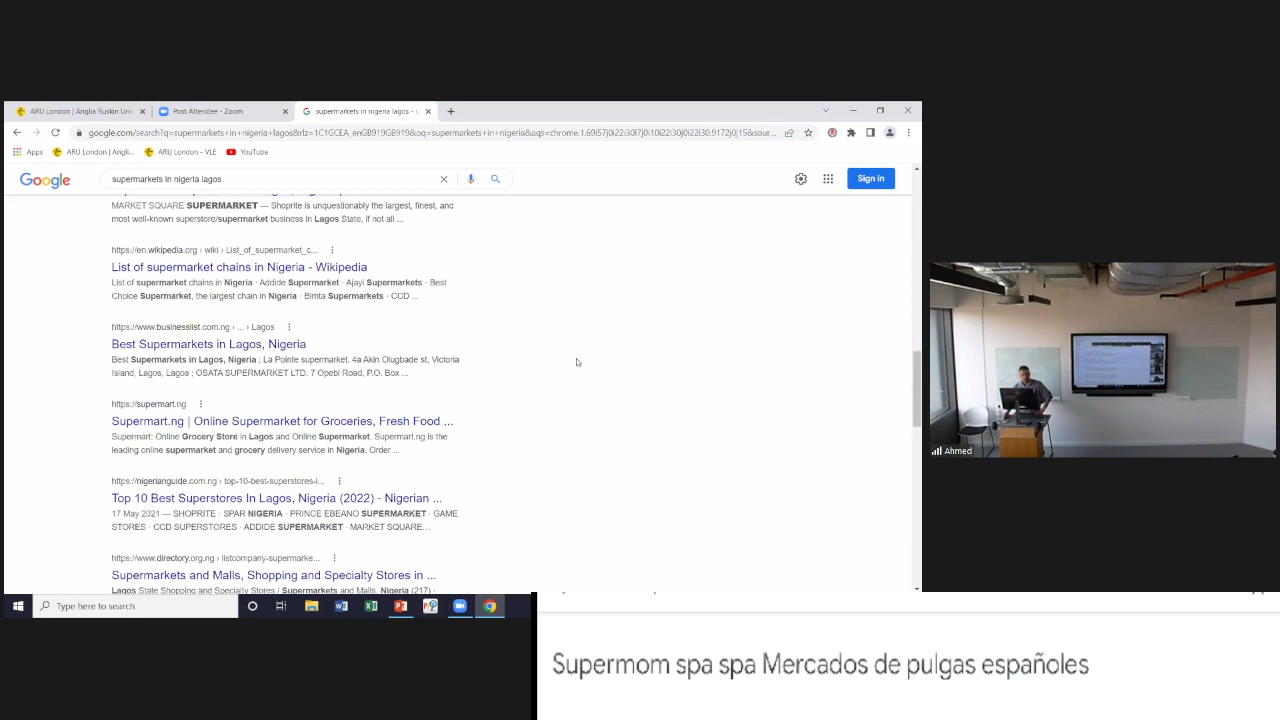 ARU London | Anglia Ruskin Uni
Post Attendee - Zoom
supermarkets in nigeria lagos - G
google.com/search?q=supermarkets+in+nigeria+lagos&rlz=1C1GCEA_enGB919GB919&oq=supermarkets+in+nigeria&aqs=chrome.1.69i57j0i22i30l7j0i10i22i30j0i22i30.9172j0j15&sour...
Apps
ARU London | Angli...
ARU London - VLE
YouTube
Google
supermarkets in nigeria lagos
Sign in
MARKET SQUARE SUPERMARKET — Shoprite is unquestionably the largest, finest, and
most well-known superstore/supermarket business in Lagos State, if not all ...
https://en.wikipedia.org › wiki › List_of_supermarket_c...
List of supermarket chains in Nigeria - Wikipedia
List of supermarket chains in Nigeria · Addide Supermarket · Ajayi Supermarkets · Best
Choice Supermarket, the largest chain in Nigeria · Bimta Supermarkets · CCD ...
https://www.businesslist.com.ng › ... › Lagos
Best Supermarkets in Lagos, Nigeria
Best Supermarkets in Lagos, Nigeria ; La Pointe supermarket. 4a Akin Olugbade st, Victoria
Island, Lagos, Lagos ; OSATA SUPERMARKET LTD. 7 Opebi Road, P.O. Box ...
https://supermart.ng
Supermart.ng | Online Supermarket for Groceries, Fresh Food ...
Supermart: Online Grocery Store in Lagos and Online Supermarket. Supermart.ng is the
leading online supermarket and grocery delivery service in Nigeria. Order ...
https://nigerianguide.com.ng › top-10-best-superstores-i...
Top 10 Best Superstores In Lagos, Nigeria (2022) - Nigerian ...
17 May 2021 — SHOPRITE · SPAR NIGERIA · PRINCE EBEANO SUPERMARKET · GAME
STORES · CCD SUPERSTORES · ADDIDE SUPERMARKET · MARKET SQUARE...
https://www.directory.org.ng › listcompany-supermarke...
Supermarkets and Malls, Shopping and Specialty Stores in ...
Lagos State Shopping and Specialty Stores / Supermarkets and Malls, Nigeria (217) ·
Type here to search
Ahmed
Supermom spa spa Mercados de pulgas españoles